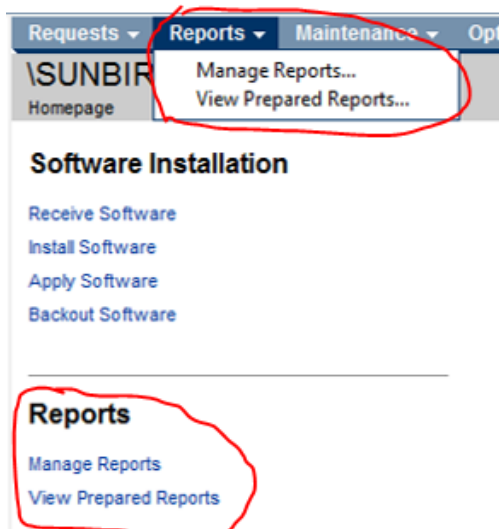 Requests Reports Maintenance Opt
\SUNBIR
Manage Reports...
Homepage
View Prepared Reports...
Software Installation
Receive Software
Install Software
Apply Software
Backout Software
Reports
Manage Reports
View Prepared Reports